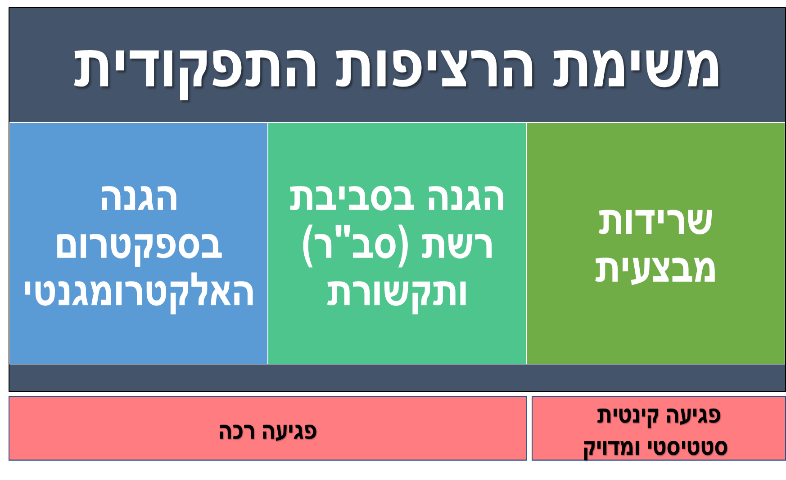 משימת הרציפות התפקודית
שרידות
מבצעית
הגנה בסביבת
רשת (סב"ר)
ותקשורת
הגנה
בספקטרום
האלקטרומגנטי
פגיעה קינטית
סטטיסטי ומדויק
פגיעה רכה